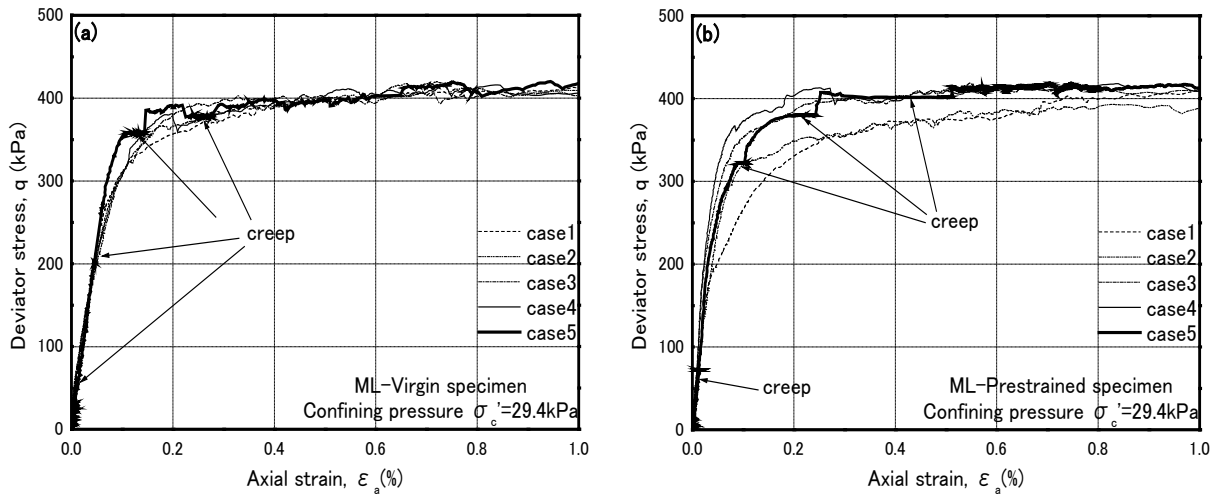 (a)
500
400
300
200
100
0
Deviator stress, q (kPa)
creep
case1
case2
case3
case4
case5
ML-Virgin specimen
Confining pressure σc'=29.4kPa
0.0 0.2 0.4 0.6 0.8 1.0
Axial strain, εa(%)
(b)
500
400
300
200
100
0
Deviator stress, q (kPa)
creep
case1
case2
case3
case4
case5
creep
ML-Prestrained specimen
Confining pressure σc'=29.4kPa
0.0 0.2 0.4 0.6 0.8 1.0
Axial strain, εa(%)